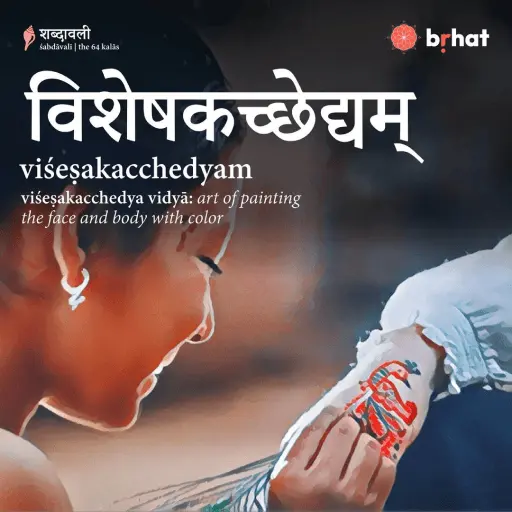 शब्दावली
śabdāvalī | the 64 kalās
bṛhat
विशेषकच्छेद्यम्
viśeṣakacchedyam
viśeṣakacchedya vidyā: art of painting
the face and body with color